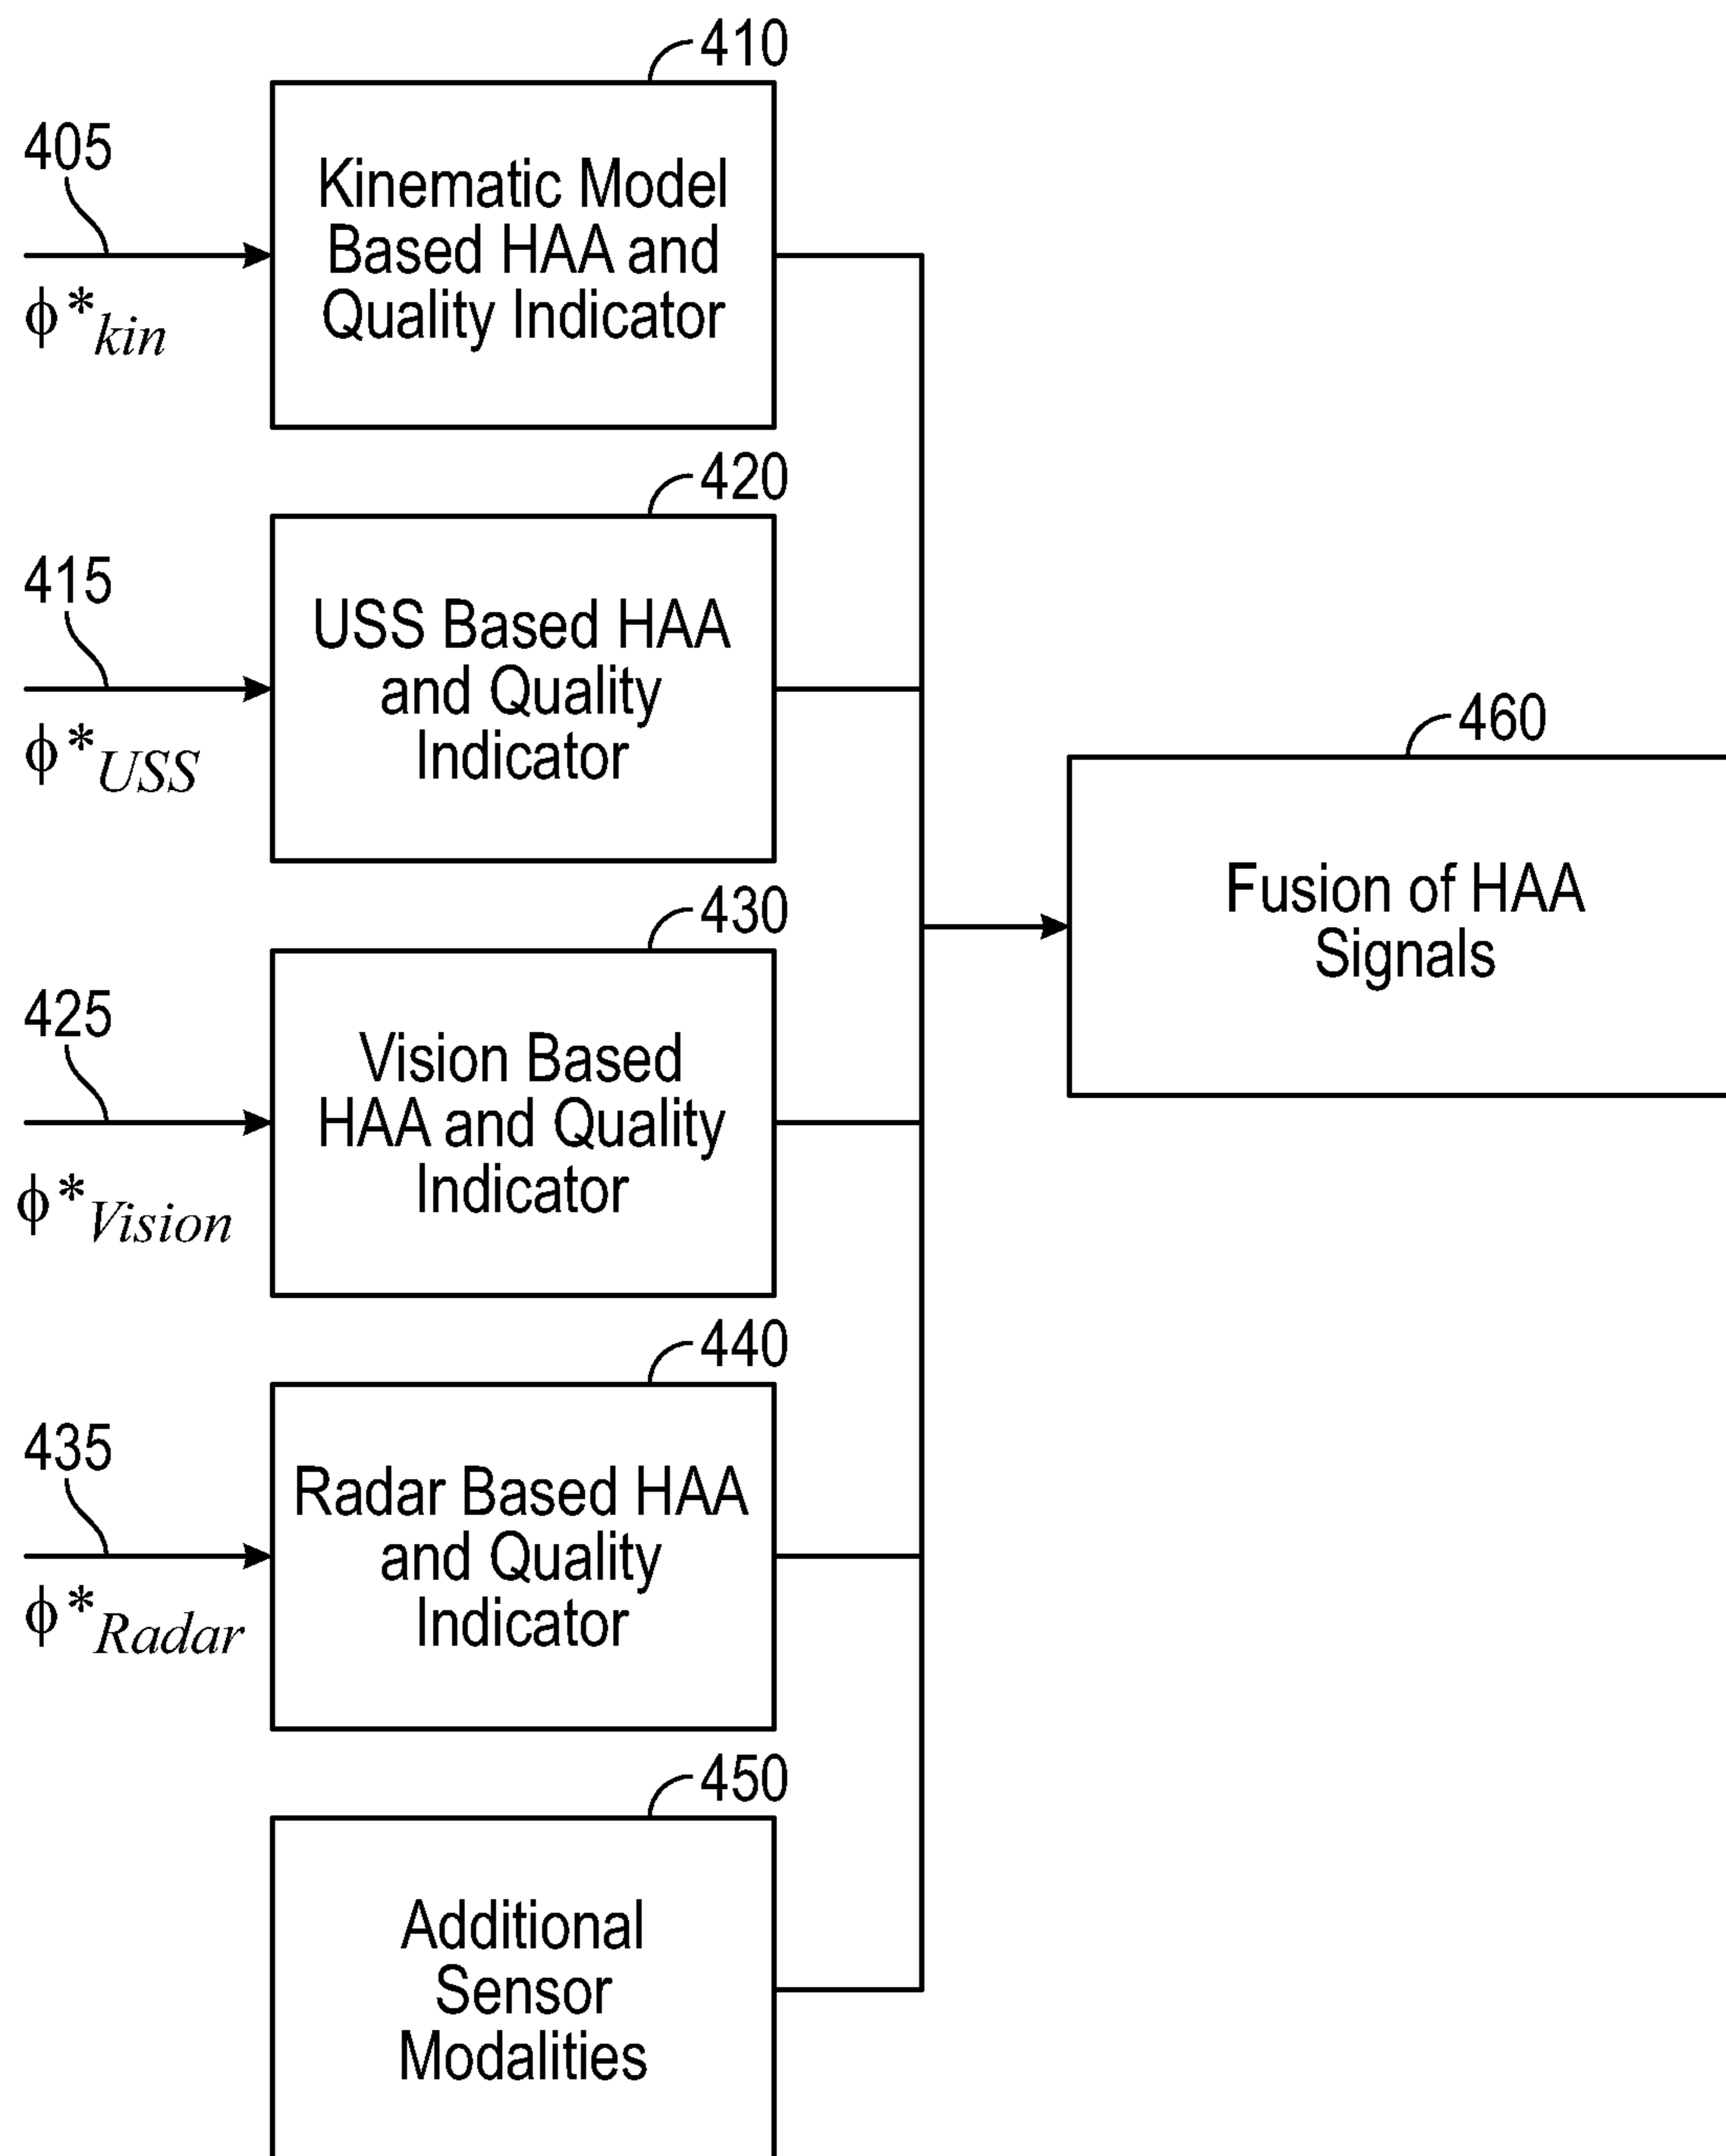 410
405
Kinematic Model
Based HAA and
Quality Indicator
ϕ*kin
420
415
USS Based HAA
and Quality
Indicator
ϕ*USS
460
Fusion of HAA
Signals
430
425
Vision Based
HAA and Quality
Indicator
ϕ*Vision
440
435
Radar Based HAA
and Quality
Indicator
ϕ*Radar
450
Additional
Sensor
Modalities